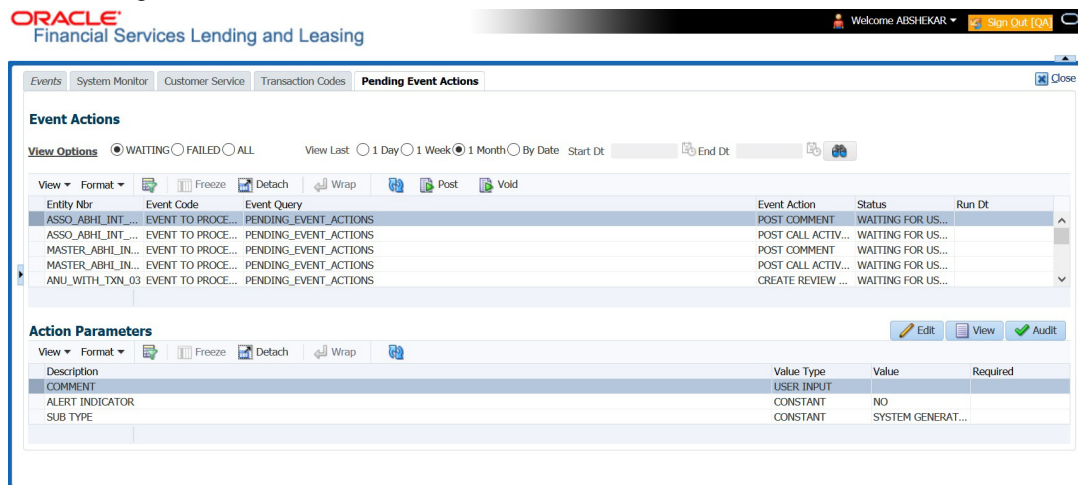 ORACLE
Financial Services Lending and Leasing
Welcome ABSHEKAR Sign Out [QA]
Events System Monitor Customer Service Transaction Codes Pending Event Actions Close
Event Actions
View Options WAITING FAILED ALL View Last 1 Day 1 Week 1 Month By Date Start Dt End Dt
View Format Freeze Detach Wrap Post Void
Entity Nbr Event Code Event Query Event Action Status Run Dt
ASSO_ABHI_INT_... EVENT TO PROCE... PENDING_EVENT_ACTIONS POST COMMENT WAITING FOR US...
ASSO_ABHI_INT_... EVENT TO PROCE... PENDING_EVENT_ACTIONS POST CALL ACTIV... WAITING FOR US...
MASTER_ABHI_IN... EVENT TO PROCE... PENDING_EVENT_ACTIONS POST COMMENT WAITING FOR US...
MASTER_ABHI_IN... EVENT TO PROCE... PENDING_EVENT_ACTIONS POST CALL ACTIV... WAITING FOR US...
ANU_WITH_TXN_03 EVENT TO PROCE... PENDING_EVENT_ACTIONS CREATE REVIEW ... WAITING FOR US...
Action Parameters Edit View Audit
View Format Freeze Detach Wrap
Description Value Type Value Required
COMMENT USER INPUT
ALERT INDICATOR CONSTANT NO
SUB TYPE CONSTANT SYSTEM GENERAT...